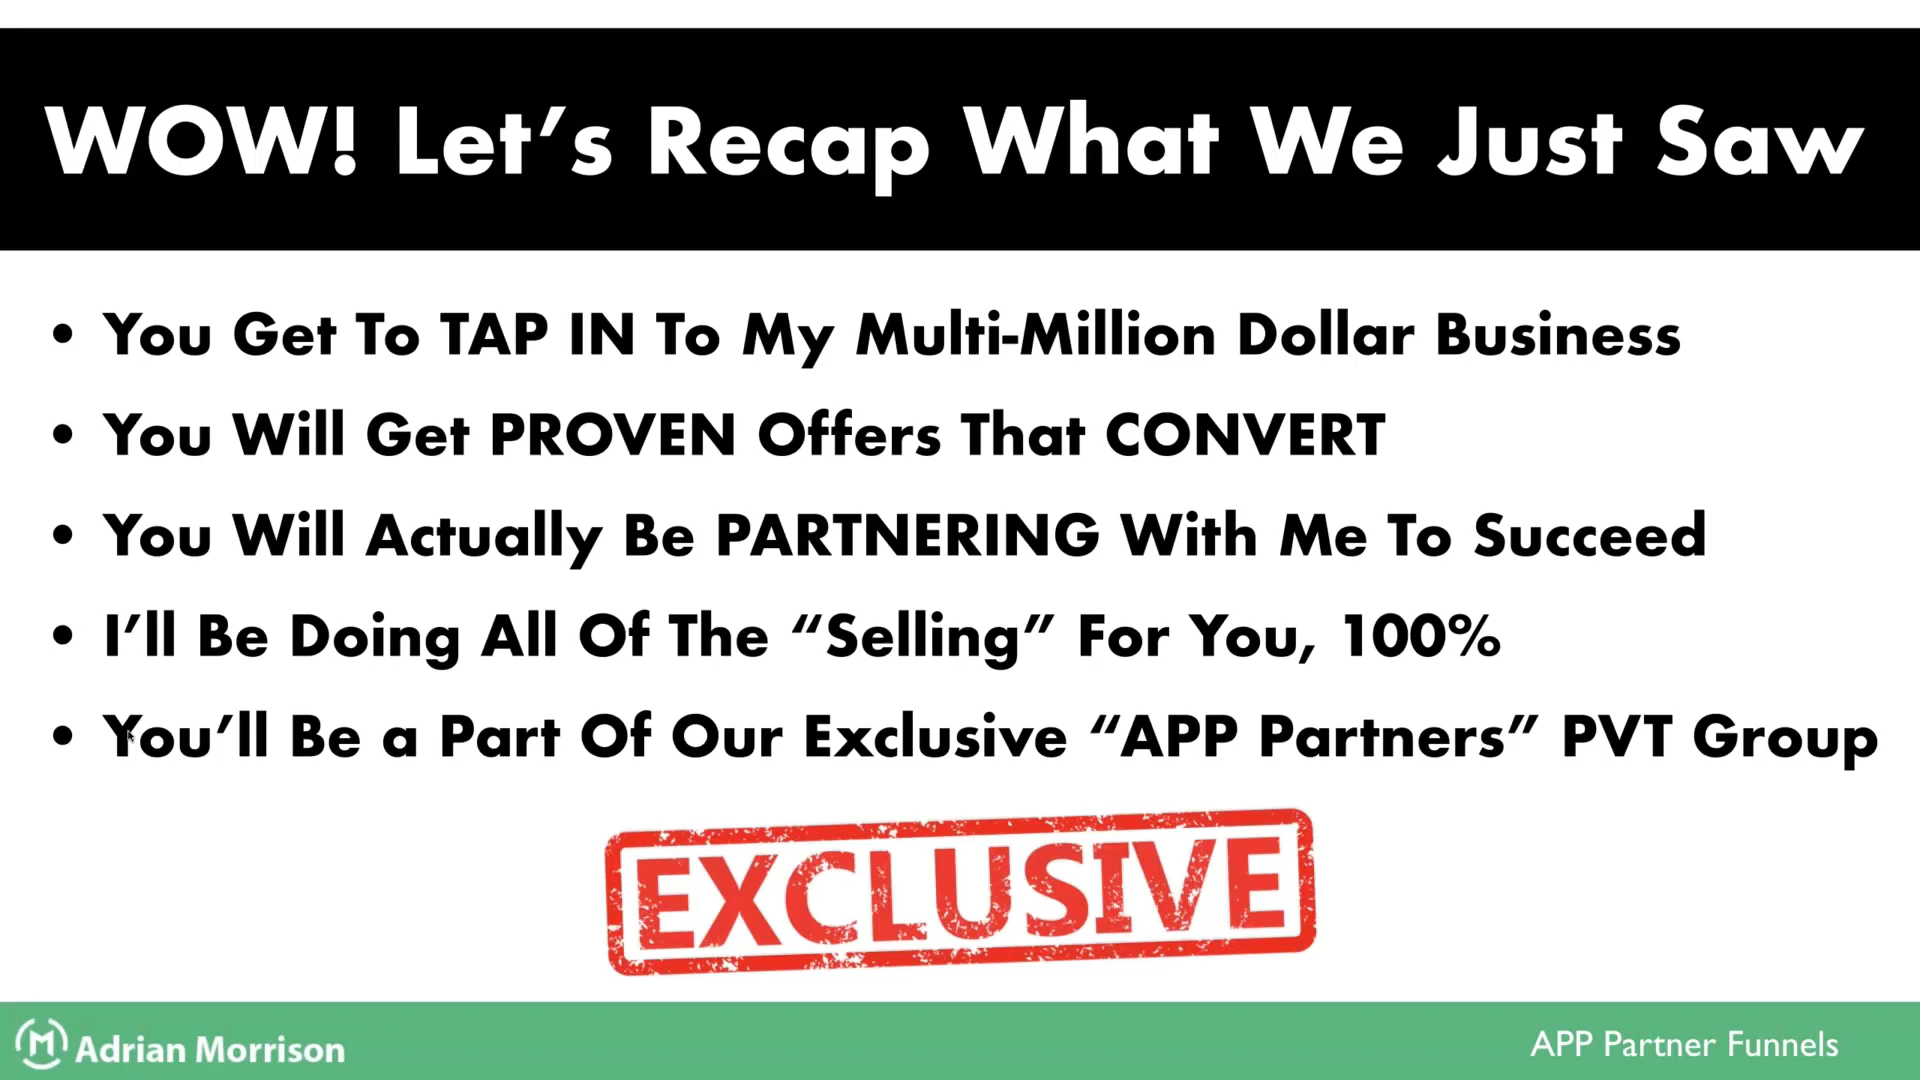 WOW! Let’s Recap What We Just Saw
• You Get To TAP IN To My Multi-Million Dollar Business
• You Will Get PROVEN Offers That CONVERT
• You Will Actually Be PARTNERING With Me To Succeed
• I’ll Be Doing All Of The “Selling” For You, 100%
• You’ll Be a Part Of Our Exclusive “APP Partners” PVT Group
EXCLUSIVE
M Adrian Morrison
APP Partner Funnels